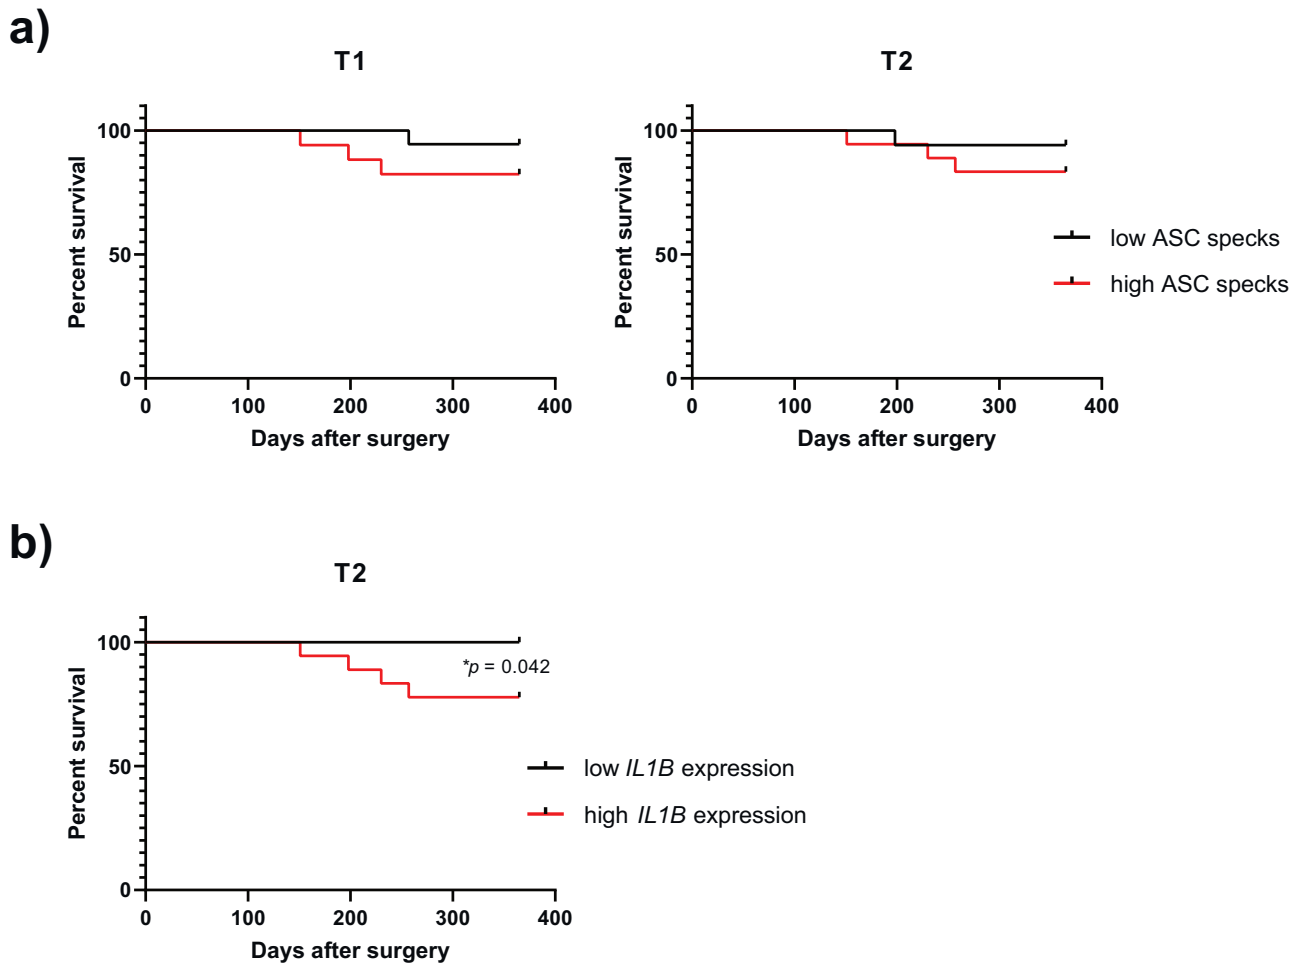 a)
T1
100
50
0
0 100 200 300 400
Percent survival
Days after surgery
T2
100
50
0
0 100 200 300 400
Percent survival
Days after surgery
low ASC specks
high ASC specks
b)
T2
100
50
0
0 100 200 300 400
Percent survival
Days after surgery
*p = 0.042
low IL1B expression
high IL1B expression